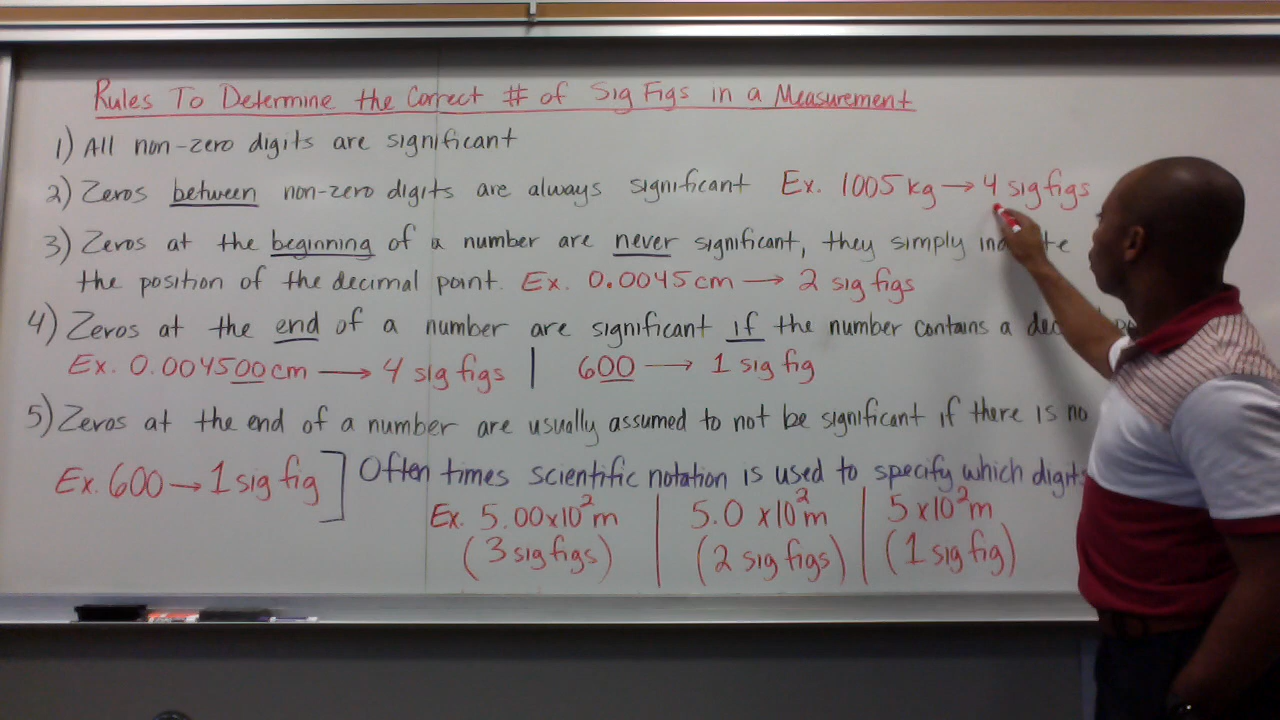 Rules To Determine the Correct # of Sig Figs in a Measurement
1) All non-zero digits are significant
2) Zeros between non-zero digits are always significant Ex. 1005 kg → 4 sig figs
3) Zeros at the beginning of a number are never significant, they simply
the position of the decimal point. Ex. 0.0045 cm → 2 sig figs
4) Zeros at the end of a number are significant if the number contains a
Ex. 0.004500 cm → 4 sig figs | 600 → 1 sig fig
5) Zeros at the end of a number are usually assumed to not be significant if there is no
Ex. 600 → 1 sig fig ] Often times scientific notation is used to specify which digits
Ex. 5.00x10²m | 5.0 x10²m | 5 x10²m
(3 sig figs) | (2 sig figs) | (1 sig fig)